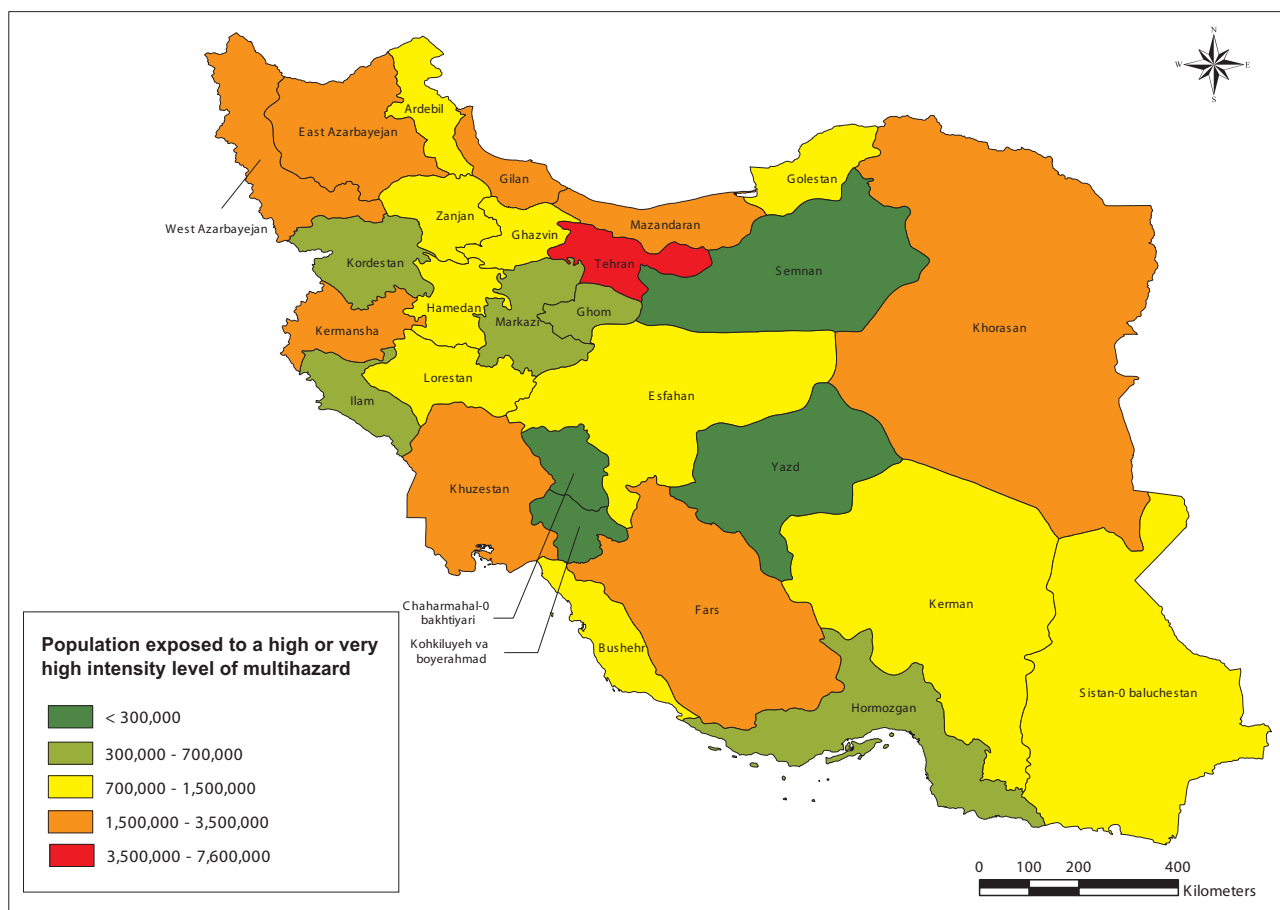 N
W
E
S
Ardebil
East Azarbayejan
Gilan
Golestan
West Azarbayejan
Zanjan
Ghazvin
Mazandaran
Tehran
Semnan
Kordestan
Hamedan
Markazi
Ghom
Kermansha
Khorasan
Lorestan
Ilam
Esfahan
Khuzestan
Yazd
Chaharmahal-0
bakhtiyari
Kohkiluyeh va
boyerahmad
Fars
Kerman
Bushehr
Sistan-0 baluchestan
Hormozgan
Population exposed to a high or very
high intensity level of multihazard
< 300,000
300,000 - 700,000
700,000 - 1,500,000
1,500,000 - 3,500,000
3,500,000 - 7,600,000
0 100 200 400
Kilometers